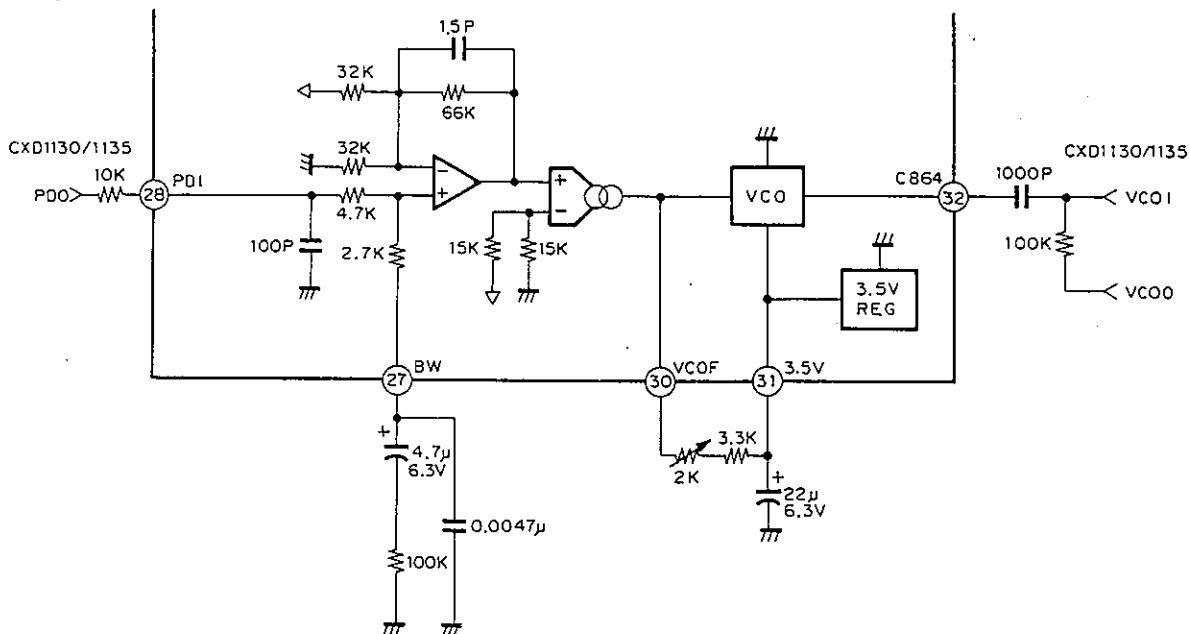 1.5P
32K
66K
CXD1130/1135
10K
PDO
28
PDI
32K
-
+
4.7K
100P
2.7K
+
-
15K
15K
VCO
C864
32
CXD1130/1135
1000P
VCOI
100K
VCOO
3.5V
REG
27
BW
30
VCOF
31
3.5V
+
4.7μ
6.3V
0.0047μ
100K
2K
3.3K
+
22μ
6.3V